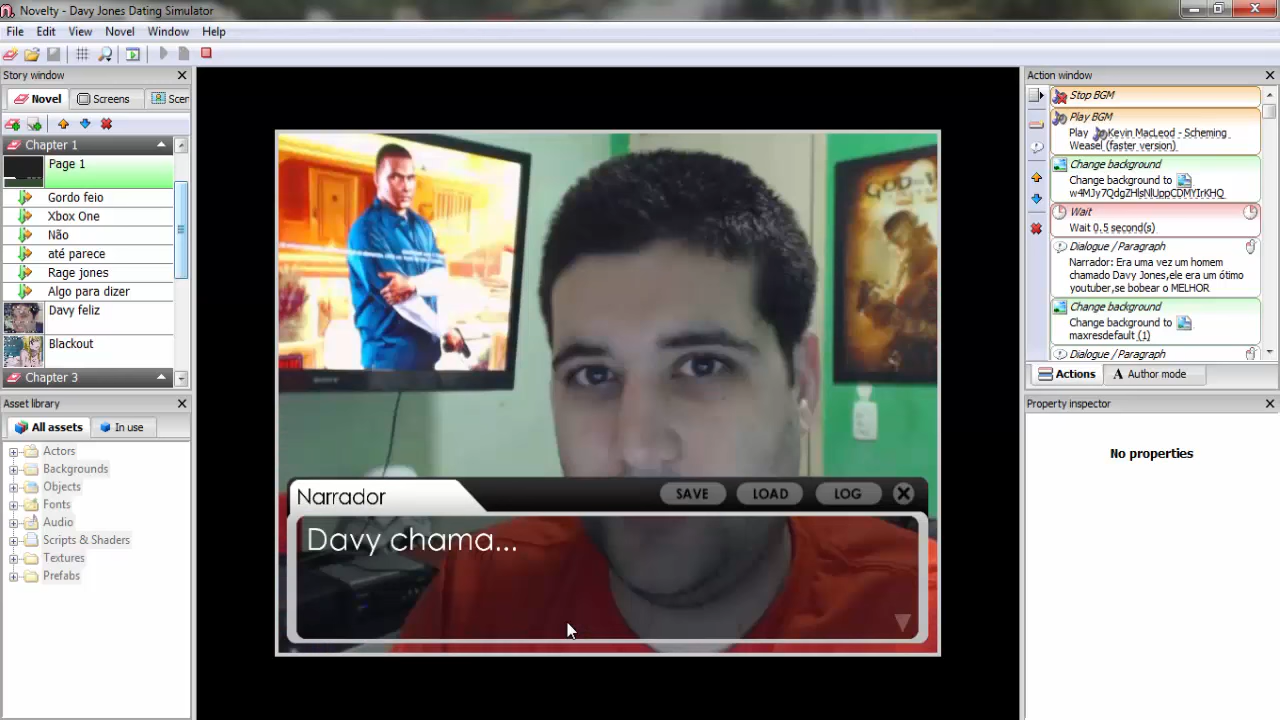 Novelty - Davy Jones Dating Simulator
File Edit View Novel Window Help
Story window
Novel Screens Scer
Chapter 1
Page 1
Gordo feio
Xbox One
Não
até parece
Rage jones
Algo para dizer
Davy feliz
Blackout
Chapter 3
Asset library
All assets In use
Actors
Backgrounds
Objects
Fonts
Audio
Scripts & Shaders
Textures
Prefabs
GOD
SONY
Narrador
SAVE LOAD LOG
Davy chama...
Action window
Stop BGM
Play BGM
Play Kevin MacLeod - Scheming
Weasel (faster version)
Change background
Change background to
Wait
Wait 0.5 second(s)
Dialogue / Paragraph
Narrador: Era uma vez um homem
chamado Davy Jones,ele era um ótimo
youtuber,se bobear o MELHOR
Change background
Change background to
maxresdefault (1)
Dialogue / Paragraph
Actions A Author mode
Property inspector
No properties